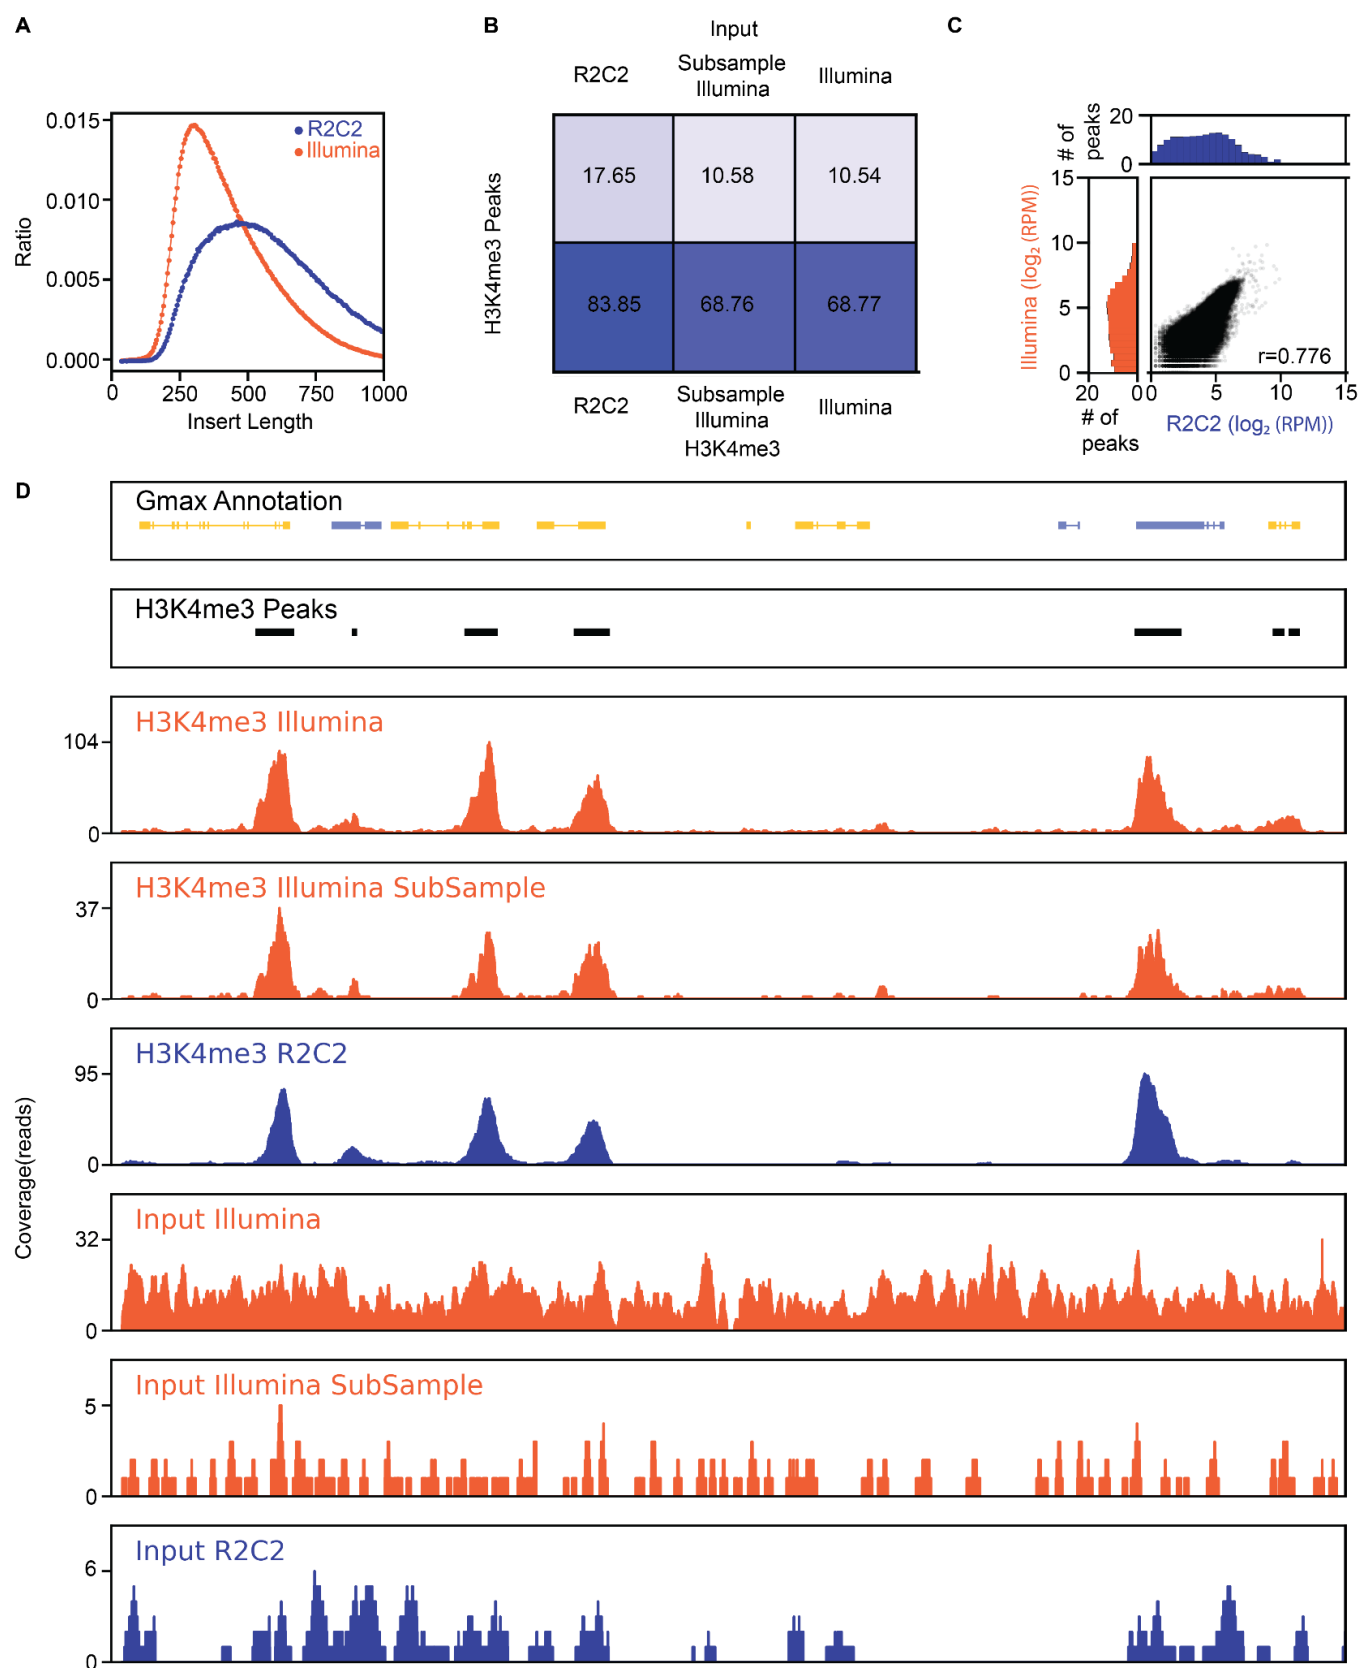 A
0.015
0.010
0.005
0.000
Ratio
R2C2
Illumina
0 250 500 750 1000
Insert Length
B
Input
R2C2 Subsample Illumina Illumina
H3K4me3 Peaks
17.65 10.58 10.54
83.85 68.76 68.77
R2C2 Subsample Illumina Illumina
H3K4me3
C
# of peaks
20
0
Illumina (log₂ (RPM))
15
10
5
0
r=0.776
20 0
# of peaks
0 5 10 15
R2C2 (log₂ (RPM))
D
Gmax Annotation
H3K4me3 Peaks
Coverage(reads)
H3K4me3 Illumina
104
0
H3K4me3 Illumina SubSample
37
0
H3K4me3 R2C2
95
0
Input Illumina
32
0
Input Illumina SubSample
5
0
Input R2C2
6
0